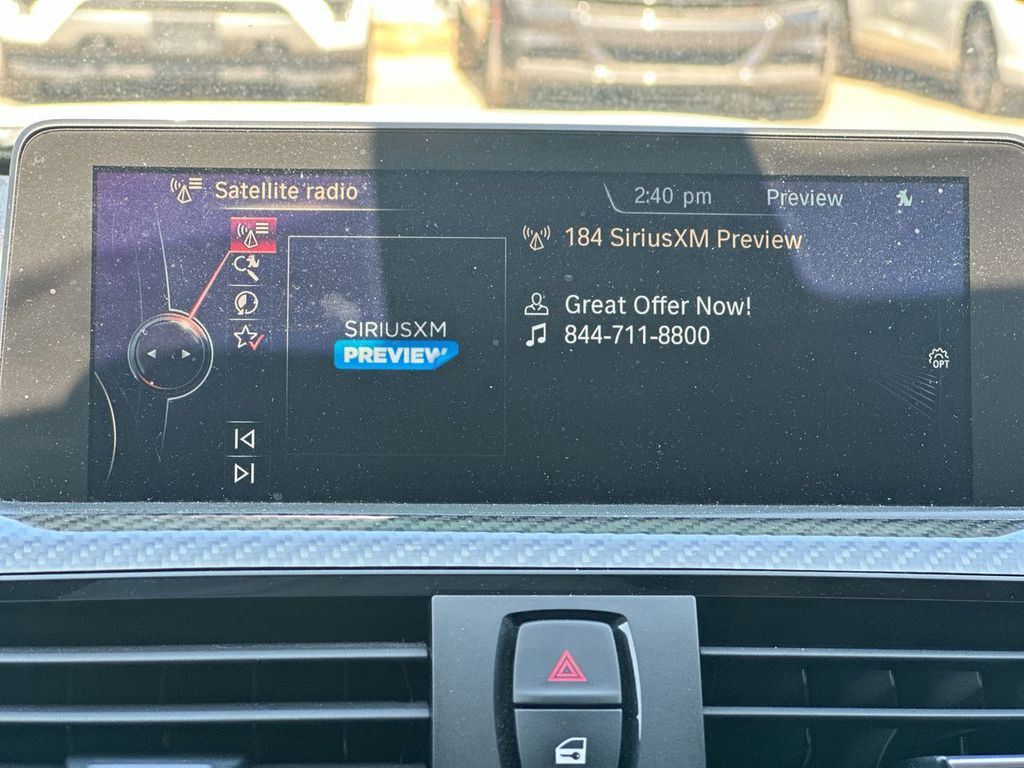 Satellite radio
2:40 pm
Preview
184 SiriusXM Preview
SIRIUSXM
PREVIEW
Great Offer Now!
844-711-8800
OPT